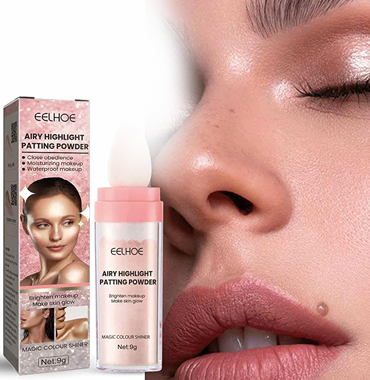 EELHOE
AIRY HIGHLIGHT
PATTING POWDER
Close obedience
Moisturizing makeup
Waterproof makeup
Brighten makeup
Make skin glow
MAGIC COLOUR SHINER
Net:9g
EELHOE
AIRY HIGHLIGHT
PATTING POWDER
Brighten makeup
Make skin glow
MAGIC COLOUR SHINER
Net:9g